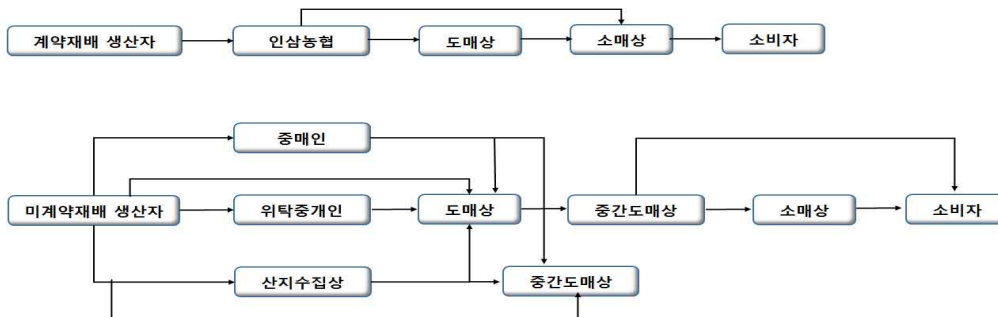 계약재배 생산자
인삼농협
도매상
소매상
소비자
중매인
미계약재배 생산자
위탁중개인
도매상
중간도매상
소매상
소비자
산지수집상
중간도매상